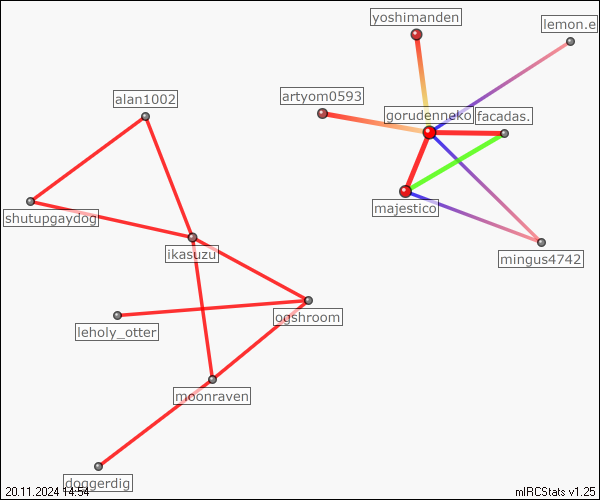 yoshimanden
lemon.e
alan1002
artyom0593
gorudenneko
facadas.
majestico
shutupgaydog
ikasuzu
mingus4742
ogshroom
leholy_otter
moonraven
doggerdig
20.11.2024 14:54
mIRCStats v1.25